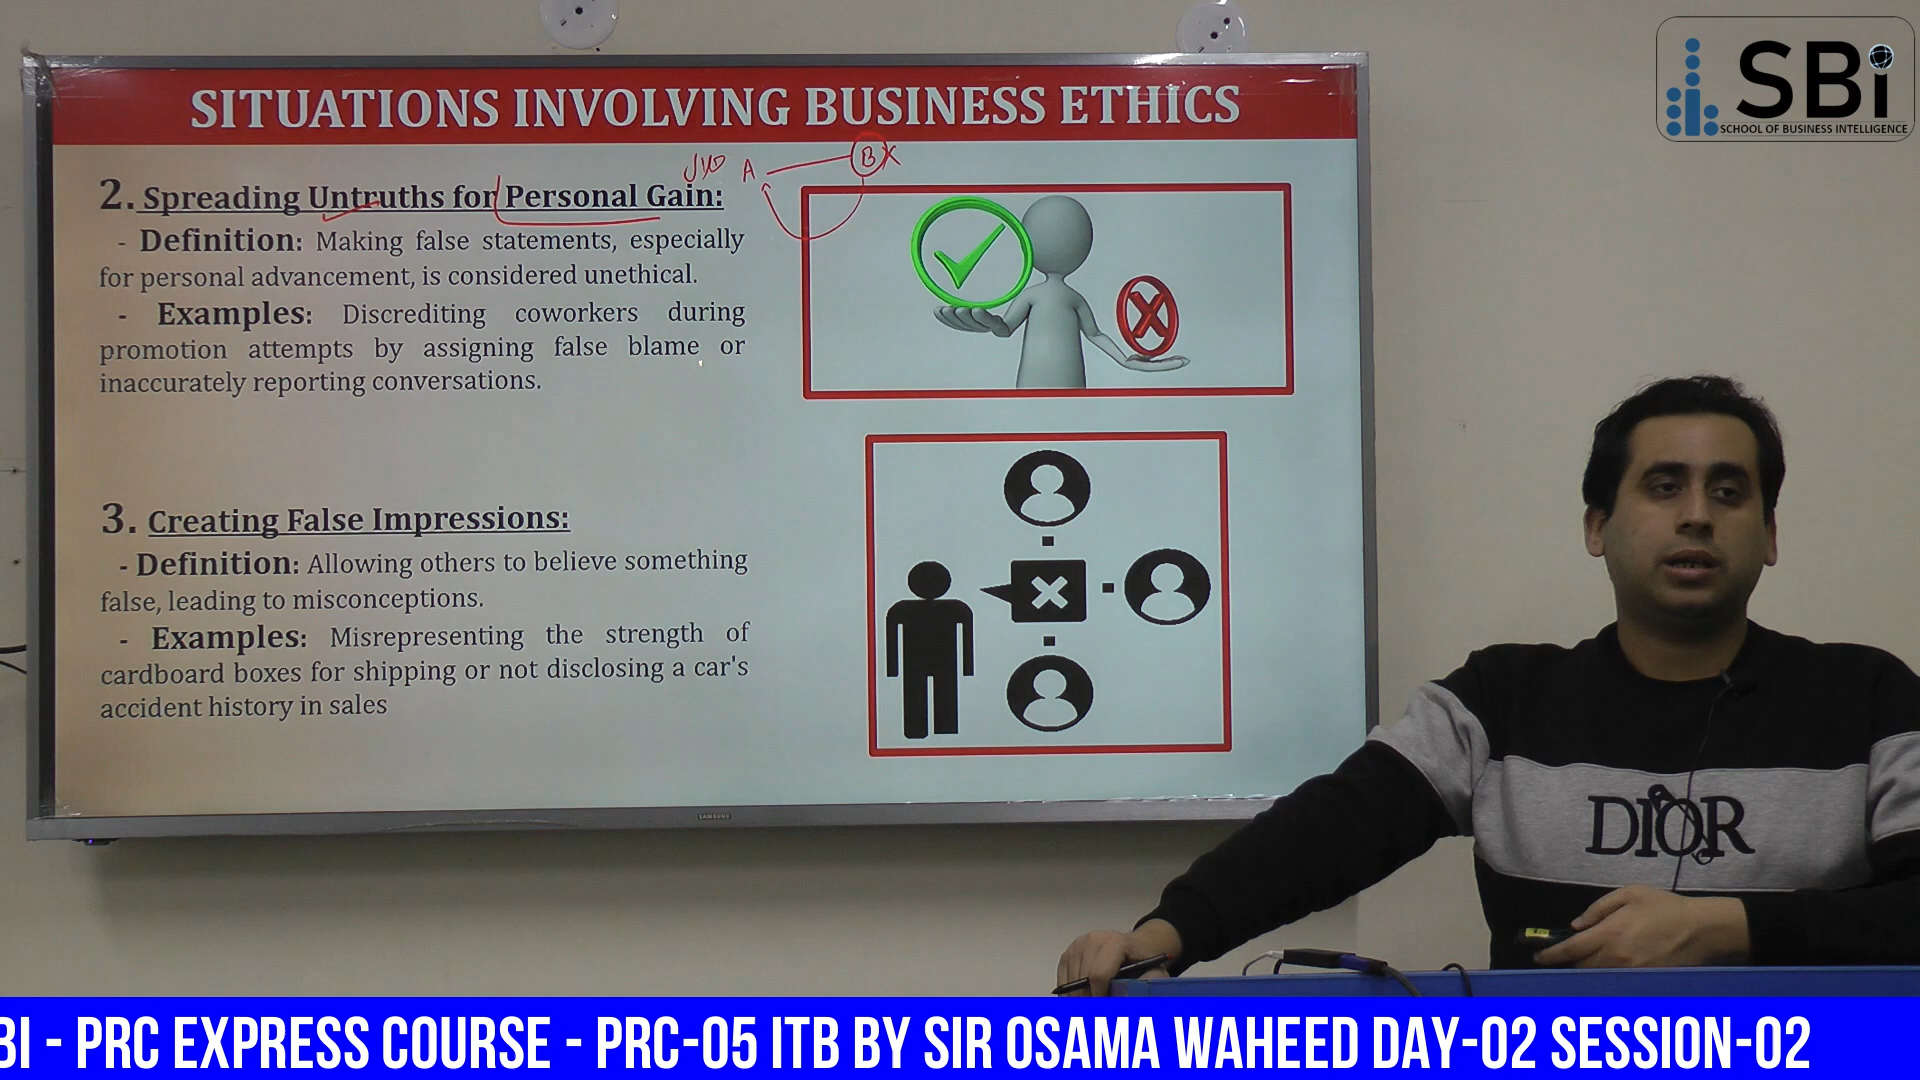 SBi
SCHOOL OF BUSINESS INTELLIGENCE
SITUATIONS INVOLVING BUSINESS ETHICS
A B X
2. Spreading Untruths for Personal Gain:
- Definition: Making false statements, especially
for personal advancement, is considered unethical.
- Examples: Discrediting coworkers during
promotion attempts by assigning false blame or
inaccurately reporting conversations.
3. Creating False Impressions:
- Definition: Allowing others to believe something
false, leading to misconceptions.
- Examples: Misrepresenting the strength of
cardboard boxes for shipping or not disclosing a car's
accident history in sales
SAMSUNG
DIOR
BI - PRC EXPRESS COURSE - PRC-05 ITB BY SIR OSAMA WAHEED DAY-02 SESSION-02